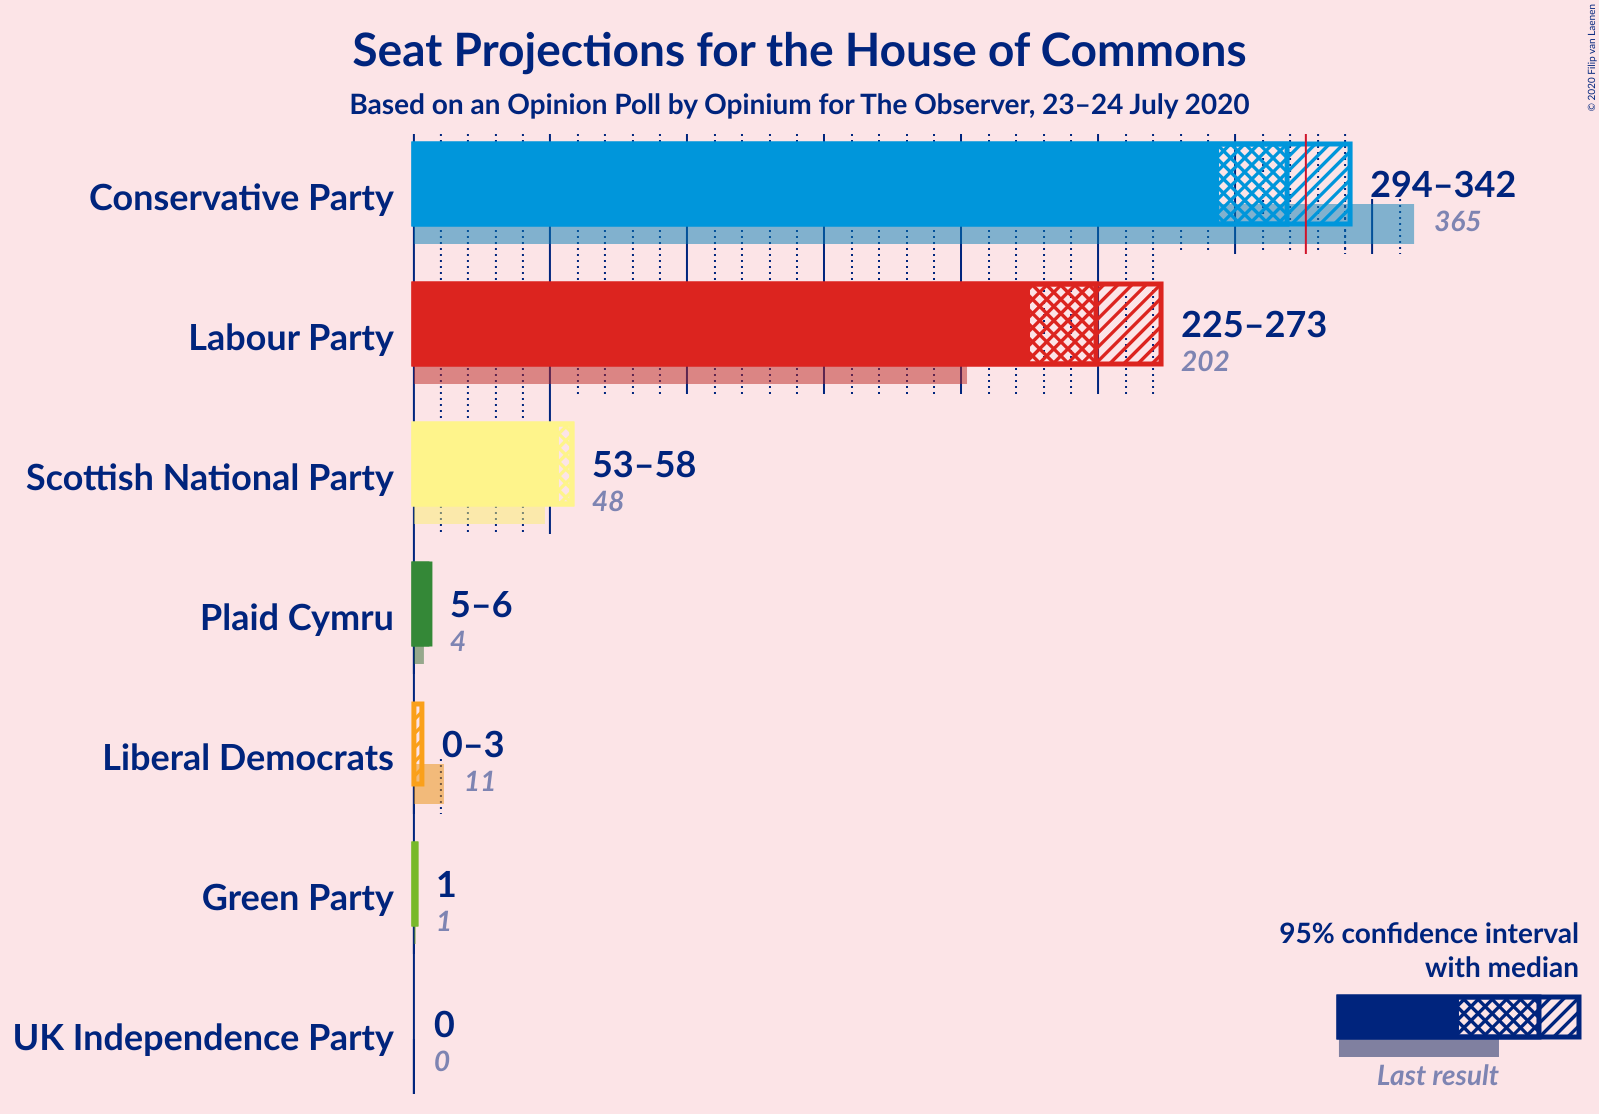 Seat Projections for the House of Commons
Based on an Opinion Poll by Opinium for The Observer, 23–24 July 2020
© 2020 Filip van Laenen
Conservative Party
294–342
365
Labour Party
225–273
202
Scottish National Party
53–58
48
Plaid Cymru
5–6
4
Liberal Democrats
0–3
11
Green Party
1
1
UK Independence Party
0
0
95% confidence interval
with median
Last result